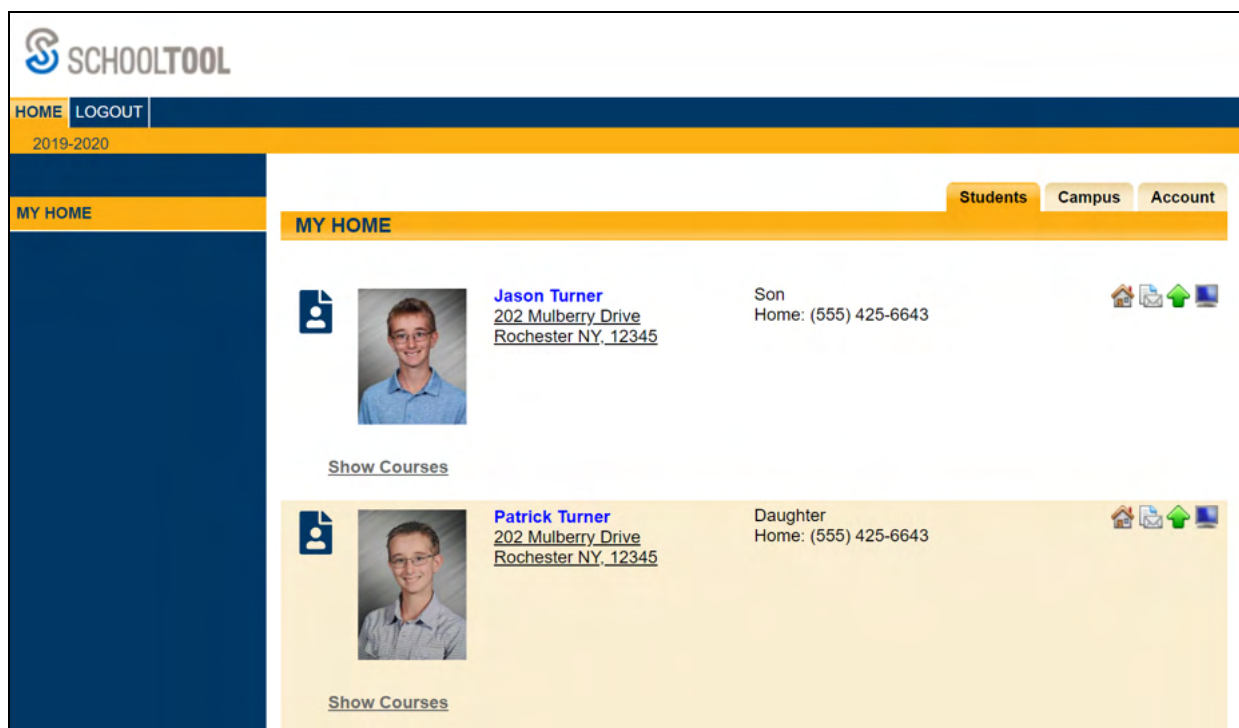 SCHOOLTOOL
HOME LOGOUT
2019-2020
MY HOME
Students Campus Account
MY HOME
Jason Turner
202 Mulberry Drive
Rochester NY, 12345
Son
Home: (555) 425-6643
Show Courses
Patrick Turner
202 Mulberry Drive
Rochester NY, 12345
Daughter
Home: (555) 425-6643
Show Courses